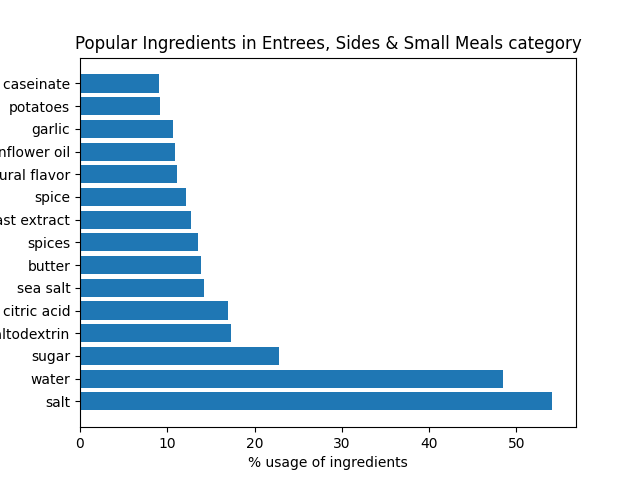 Popular Ingredients in Entrees, Sides & Small Meals category
caseinate
potatoes
garlic
nflower oil
ural flavor
spice
ast extract
spices
butter
sea salt
citric acid
altodextrin
sugar
water
salt
0 10 20 30 40 50
% usage of ingredients